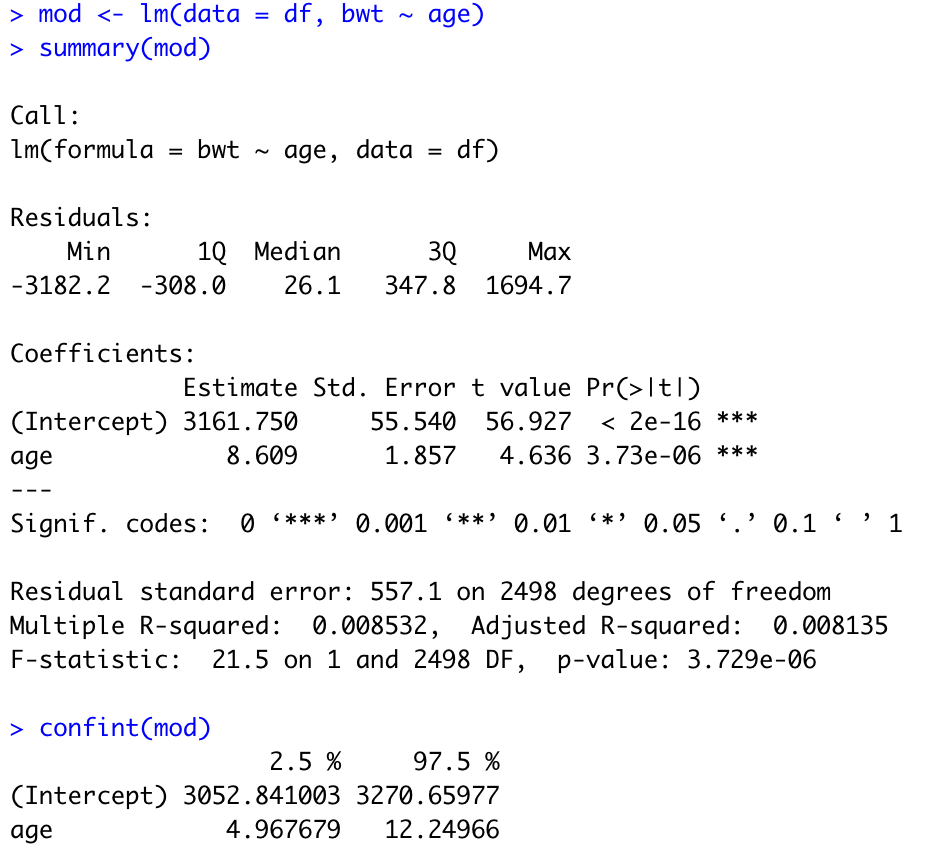 > mod <- lm(data = df, bwt ~ age)
> summary(mod)
Call:
lm(formula = bwt ~ age, data = df)
Residuals:
    Min      1Q  Median      3Q     Max
-3182.2  -308.0    26.1   347.8  1694.7
Coefficients:
            Estimate Std. Error t value Pr(>|t|)
(Intercept) 3161.750     55.540  56.927  < 2e-16 ***
age            8.609      1.857   4.636 3.73e-06 ***
---
Signif. codes:  0 ‘***’ 0.001 ‘**’ 0.01 ‘*’ 0.05 ‘.’ 0.1 ‘ ’ 1
Residual standard error: 557.1 on 2498 degrees of freedom
Multiple R-squared:  0.008532,  Adjusted R-squared:  0.008135
F-statistic:  21.5 on 1 and 2498 DF,  p-value: 3.729e-06
> confint(mod)
                  2.5 %     97.5 %
(Intercept) 3052.841003 3270.65977
age            4.967679   12.24966